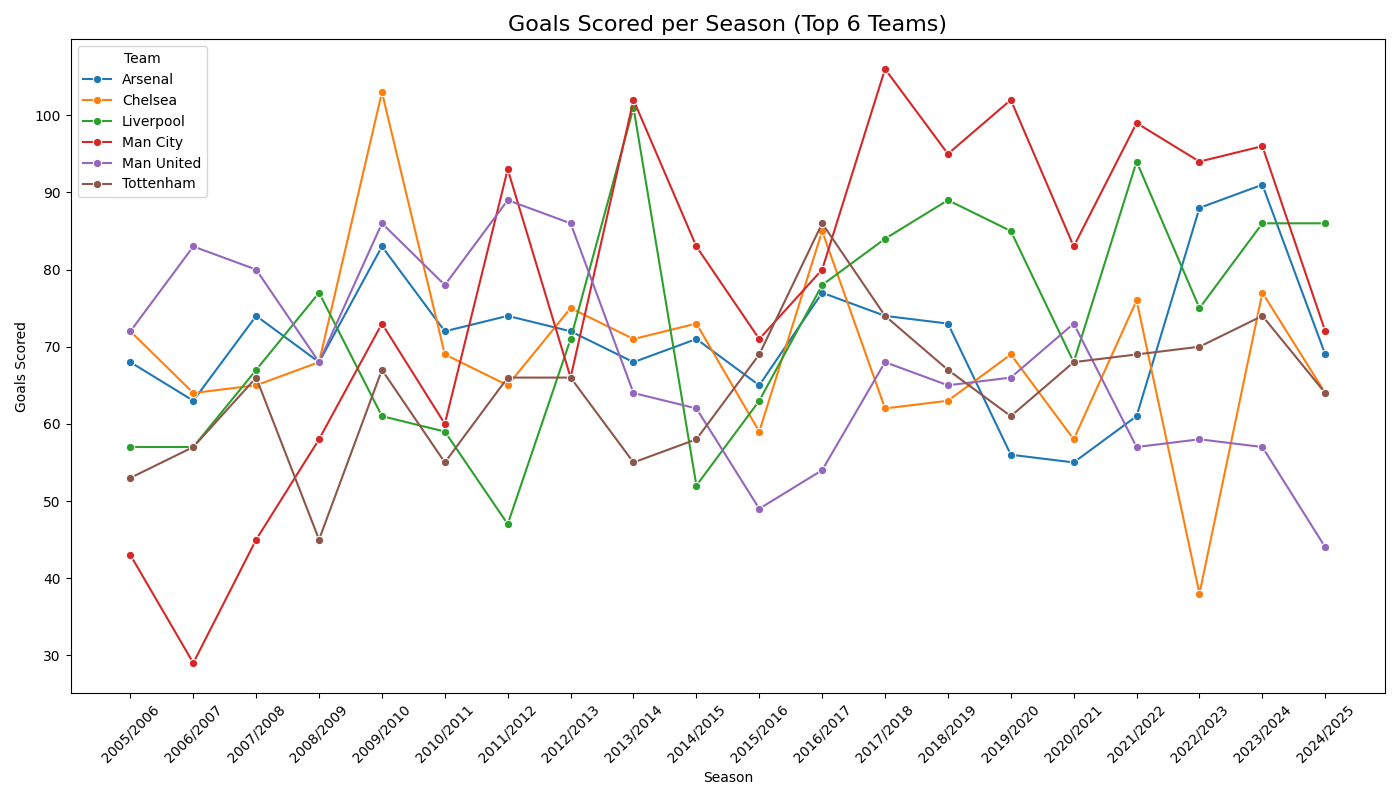 Goals Scored per Season (Top 6 Teams)
Team
Arsenal
Chelsea
Liverpool
Man City
Man United
Tottenham
Goals Scored
100
90
80
70
60
50
40
30
2005/2006
2006/2007
2007/2008
2008/2009
2009/2010
2010/2011
2011/2012
2012/2013
2013/2014
2014/2015
2015/2016
2016/2017
2017/2018
2018/2019
2019/2020
2020/2021
2021/2022
2022/2023
2023/2024
2024/2025
Season